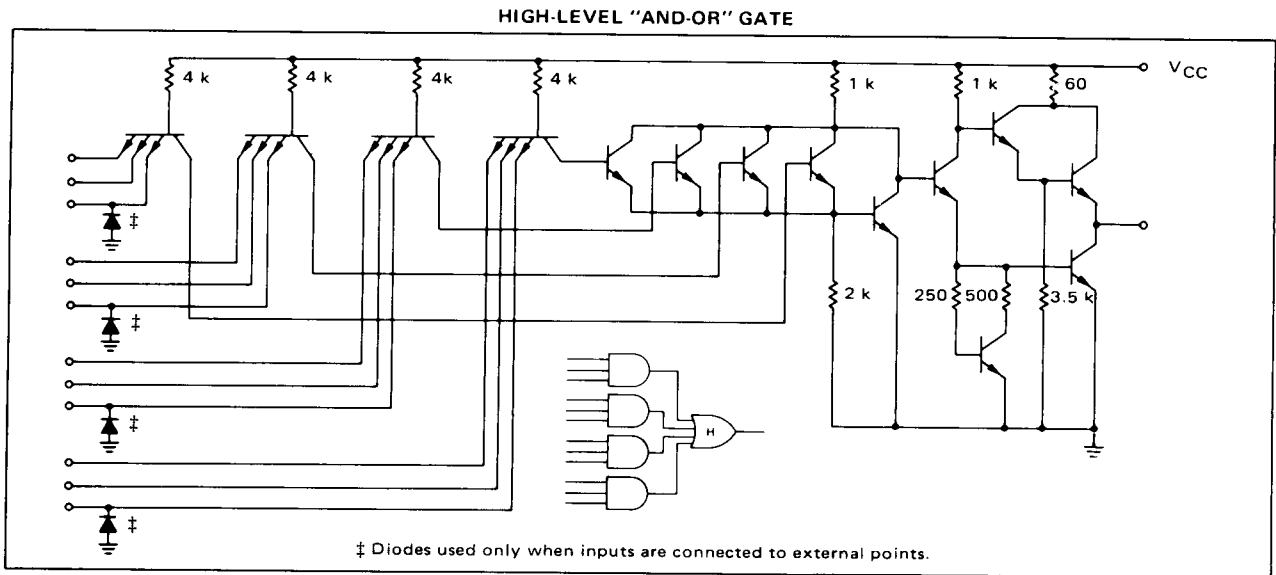 HIGH-LEVEL "AND-OR" GATE
4 k
4 k
4k
4 k
1 k
1 k
60
VCC
‡
2 k
250
500
3.5 k
‡
‡
H
‡
‡ Diodes used only when inputs are connected to external points.